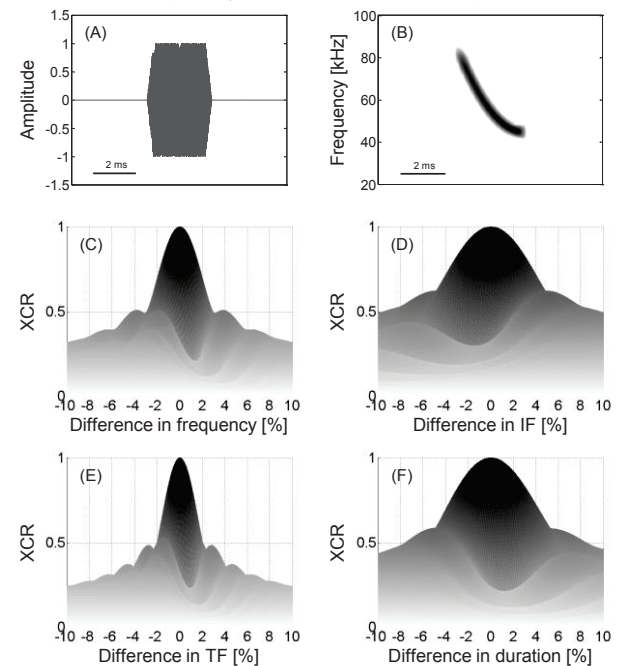 (A)
1.5
1
0.5
0
-0.5
-1
-1.5
Amplitude
2 ms
(B)
100
80
60
40
20
Frequency [kHz]
2 ms
(C)
1
0.5
0
XCR
-10 -8 -6 -4 -2 0 2 4 6 8 10
Difference in frequency [%]
(D)
1
0.5
0
XCR
-10 -8 -6 -4 -2 0 2 4 6 8 10
Difference in IF [%]
(E)
1
0.5
0
XCR
-10 -8 -6 -4 -2 0 2 4 6 8 10
Difference in TF [%]
(F)
1
0.5
0
XCR
-10 -8 -6 -4 -2 0 2 4 6 8 10
Difference in duration [%]